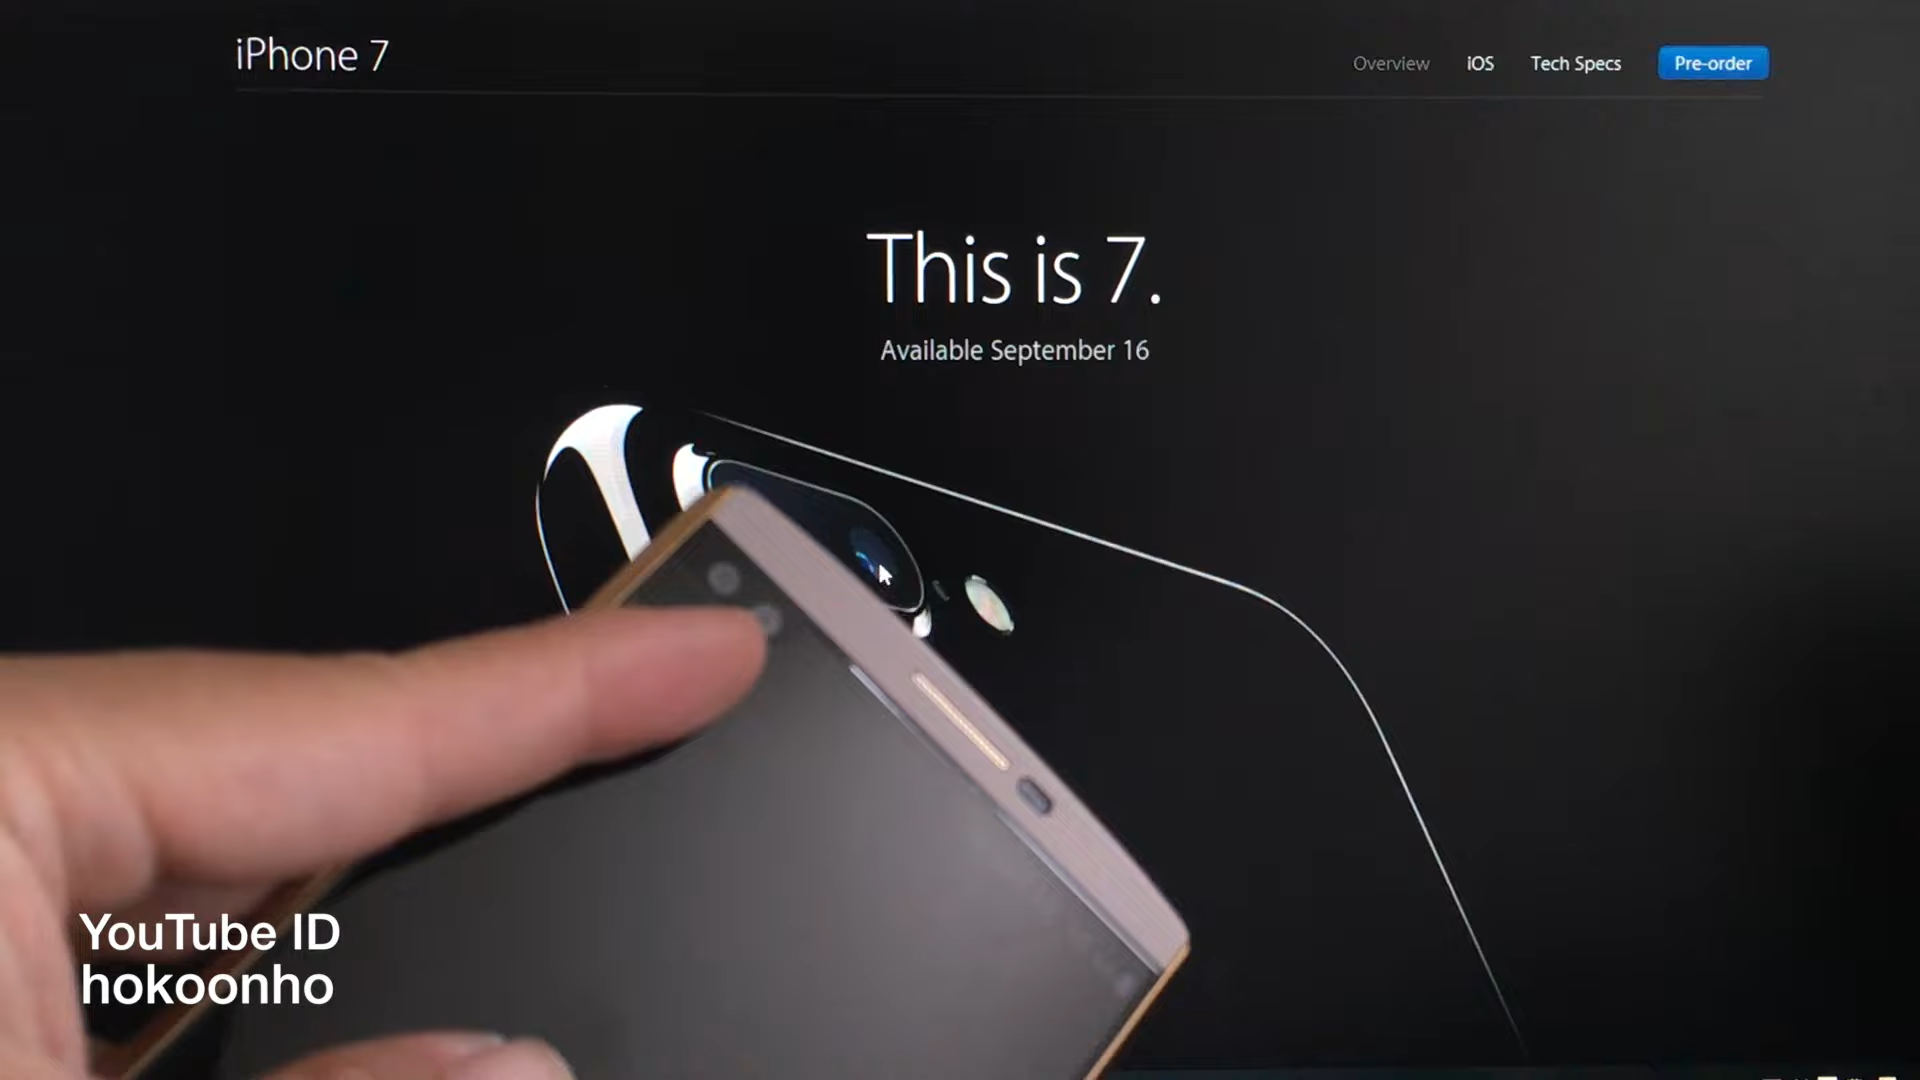 iPhone 7
Overview iOS Tech Specs Pre-order
This is 7.
Available September 16
YouTube ID
hokoonho